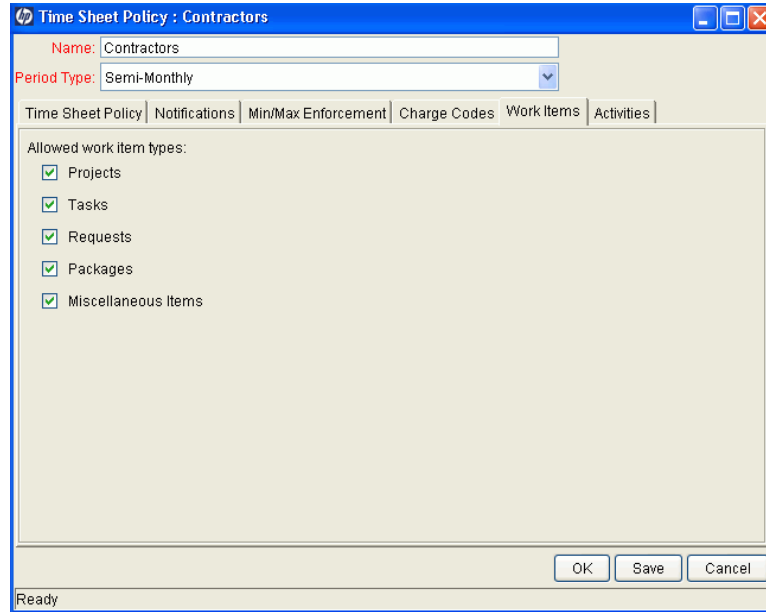 hp Time Sheet Policy : Contractors
Name: Contractors
Period Type: Semi-Monthly
Time Sheet Policy Notifications Min/Max Enforcement Charge Codes Work Items Activities
Allowed work item types:
Projects
Tasks
Requests
Packages
Miscellaneous Items
OK Save Cancel
Ready